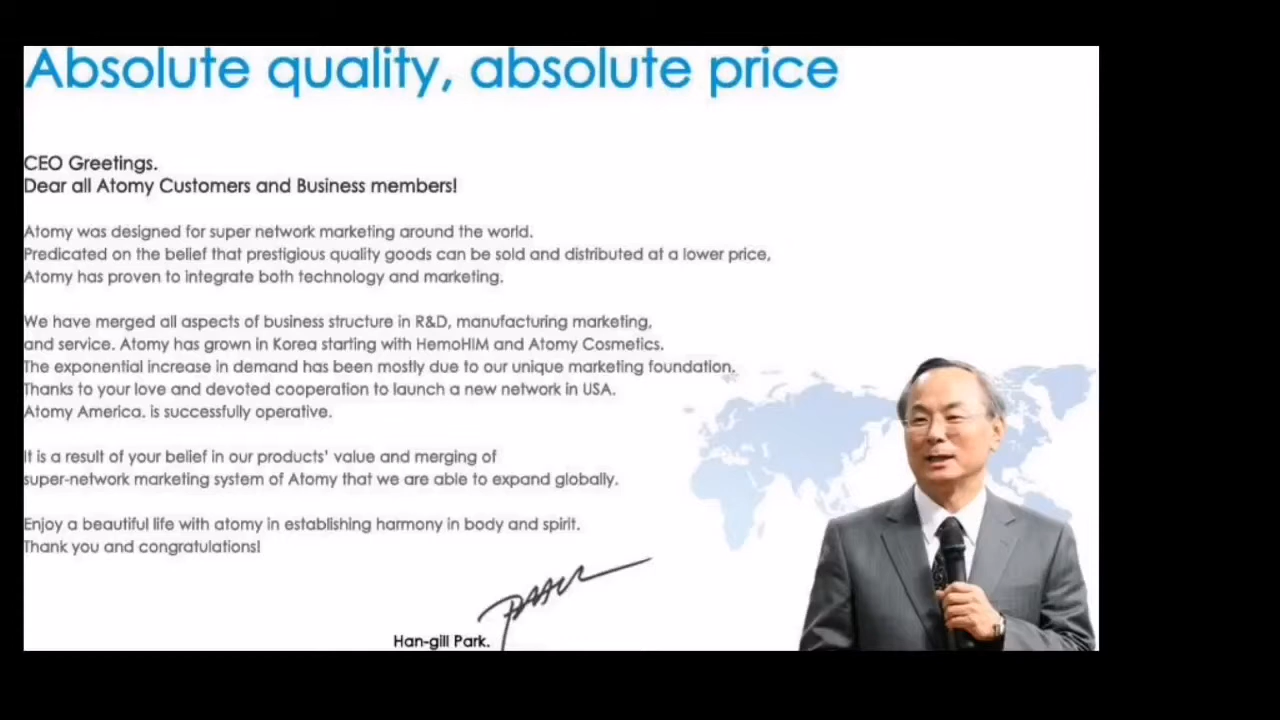 Absolute quality, absolute price
CEO Greetings.
Dear all Atomy Customers and Business members!
Atomy was designed for super network marketing around the world.
Predicated on the belief that prestigious quality goods can be sold and distributed at a lower price,
Atomy has proven to integrate both technology and marketing.
We have merged all aspects of business structure in R&D, manufacturing marketing,
and service. Atomy has grown in Korea starting with HemoHIM and Atomy Cosmetics.
The exponential increase in demand has been mostly due to our unique marketing foundation.
Thanks to your love and devoted cooperation to launch a new network in USA.
Atomy America. is successfully operative.
It is a result of your belief in our products' value and merging of
super-network marketing system of Atomy that we are able to expand globally.
Enjoy a beautiful life with atomy in establishing harmony in body and spirit.
Thank you and congratulations!
Han-gill Park.